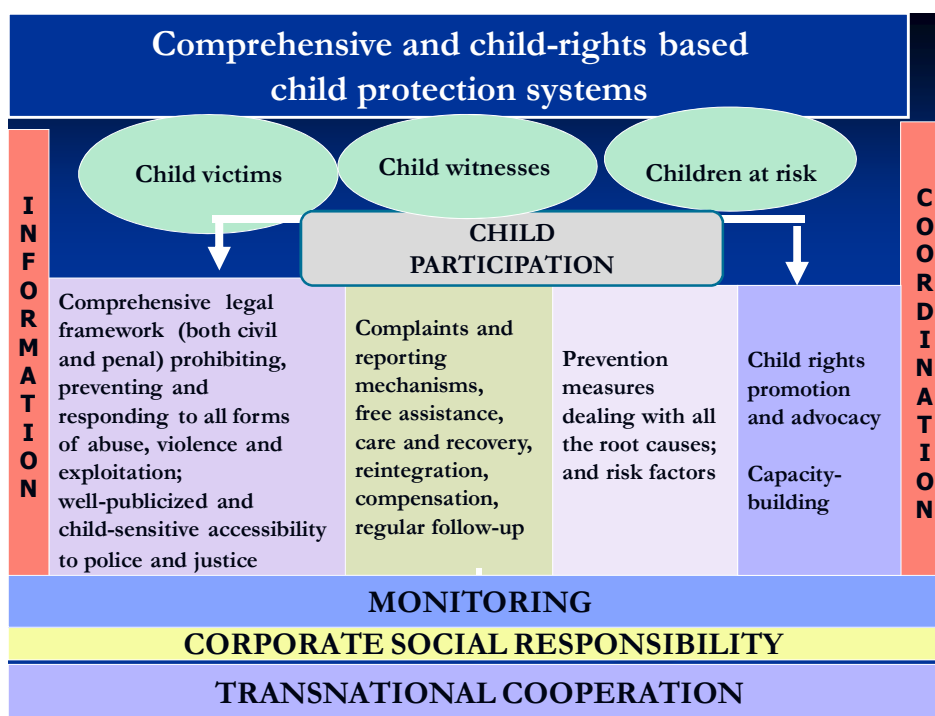 Comprehensive and child-rights based
child protection systems
Child victims
Child witnesses
Children at risk
CHILD
PARTICIPATION
INFORMATION
Comprehensive legal
framework (both civil
and penal) prohibiting,
preventing and
responding to all forms
of abuse, violence and
exploitation;
well-publicized and
child-sensitive accessibility
to police and justice
Complaints and
reporting
mechanisms,
free assistance,
care and recovery,
reintegration,
compensation,
regular follow-up
Prevention
measures
dealing with all
the root causes;
and risk factors
Child rights
promotion
and advocacy
Capacity-
building
COORDINATION
MONITORING
CORPORATE SOCIAL RESPONSIBILITY
TRANSNATIONAL COOPERATION